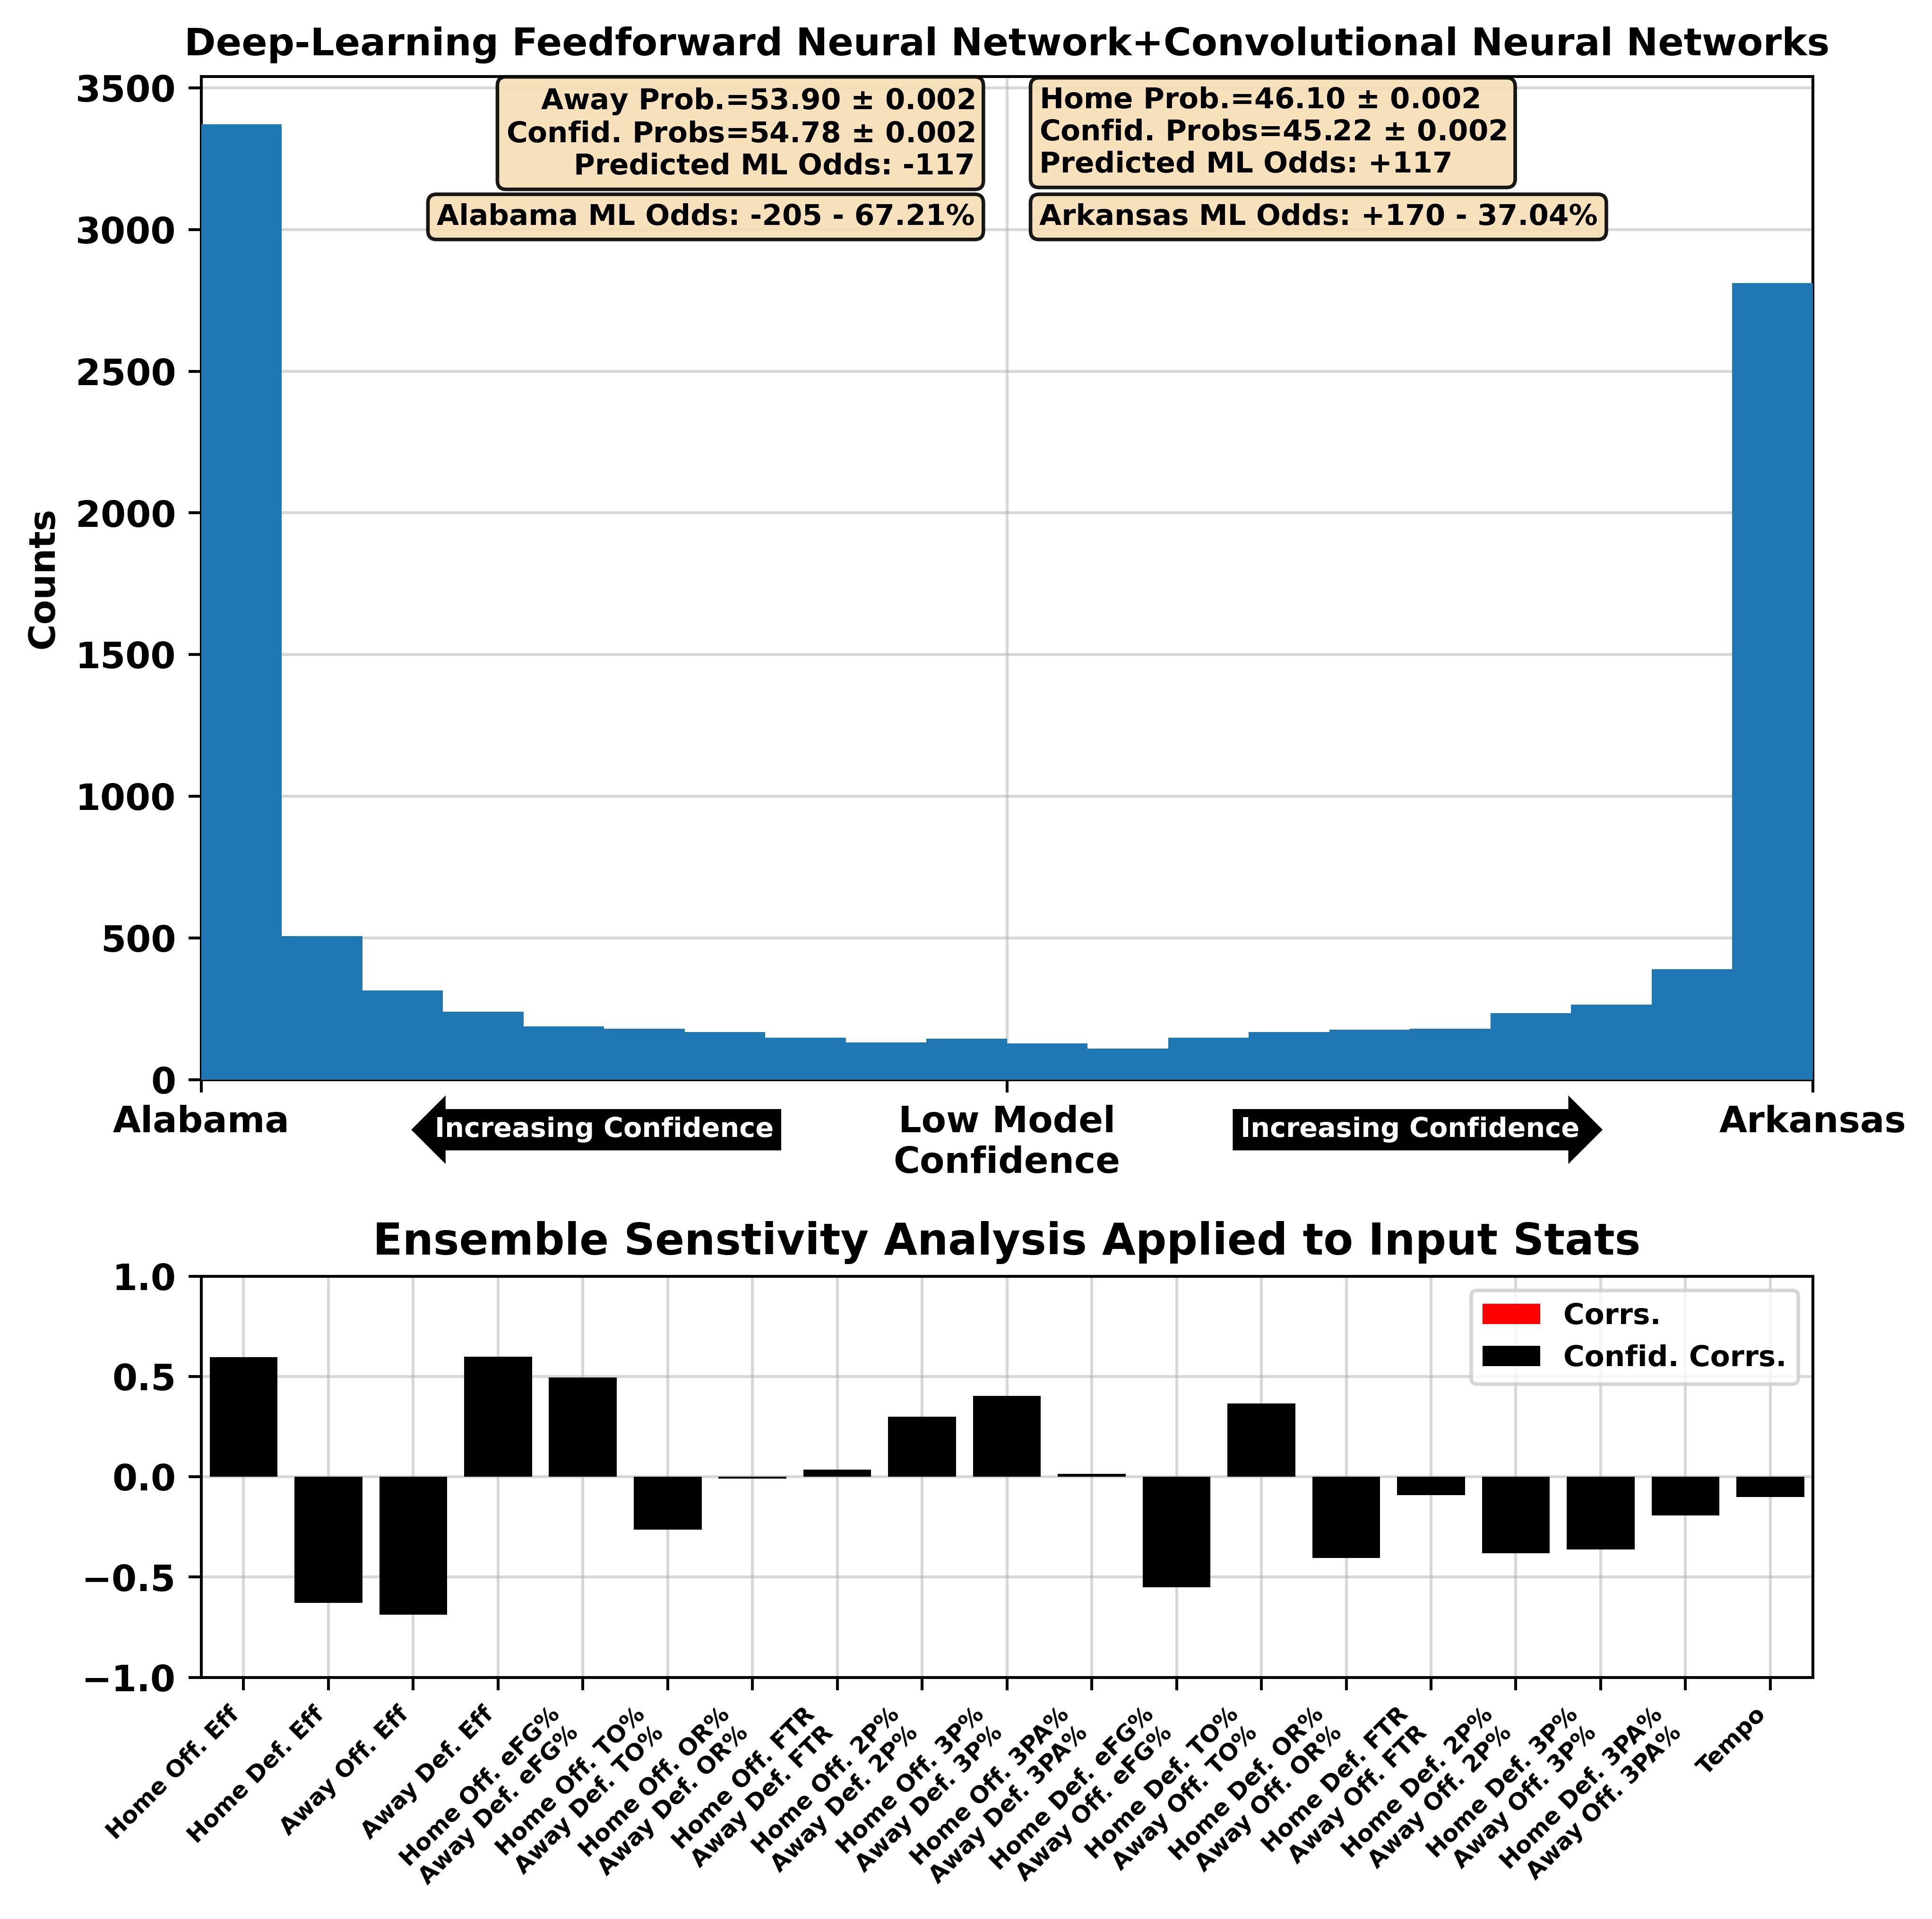 Deep-Learning Feedforward Neural Network+Convolutional Neural Networks
3500
3000
2500
2000
1500
1000
500
0
Counts
Away Prob.=53.90 ± 0.002
Confid. Probs=54.78 ± 0.002
Predicted ML Odds: -117
Alabama ML Odds: -205 - 67.21%
Home Prob.=46.10 ± 0.002
Confid. Probs=45.22 ± 0.002
Predicted ML Odds: +117
Arkansas ML Odds: +170 - 37.04%
Alabama
Increasing Confidence
Low Model
Confidence
Increasing Confidence
Arkansas
Ensemble Senstivity Analysis Applied to Input Stats
1.0
0.5
0.0
−0.5
−1.0
Corrs.
Confid. Corrs.
Home Off. Eff
Home Def. Eff
Away Off. Eff
Away Def. Eff
Home Off. eFG%
Away Def. eFG%
Home Off. TO%
Away Def. TO%
Home Off. OR%
Away Def. OR%
Home Off. FTR
Away Def. FTR
Home Off. 2P%
Away Def. 2P%
Home Off. 3P%
Away Def. 3P%
Home Off. 3PA%
Away Def. 3PA%
Home Def. eFG%
Away Off. eFG%
Home Def. TO%
Away Off. TO%
Home Def. OR%
Away Off. OR%
Home Def. FTR
Away Off. FTR
Home Def. 2P%
Away Off. 2P%
Home Def. 3P%
Away Off. 3P%
Home Def. 3PA%
Away Off. 3PA%
Tempo